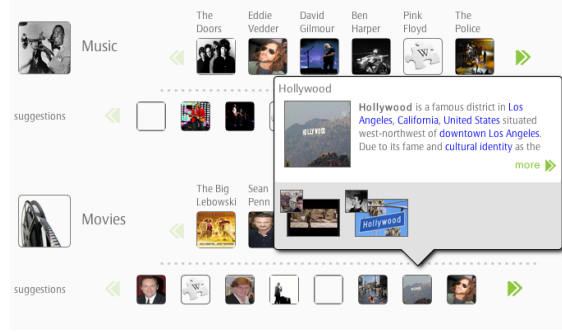 The Doors
Eddie Vedder
David Gilmour
Ben Harper
Pink Floyd
The Police
Music
suggestions
Hollywood
Hollywood is a famous district in Los
Angeles, California, United States situated
west-northwest of downtown Los Angeles.
Due to its fame and cultural identity as the
more
The Big Lebowski
Sean Penn
Movies
Hollywood
suggestions